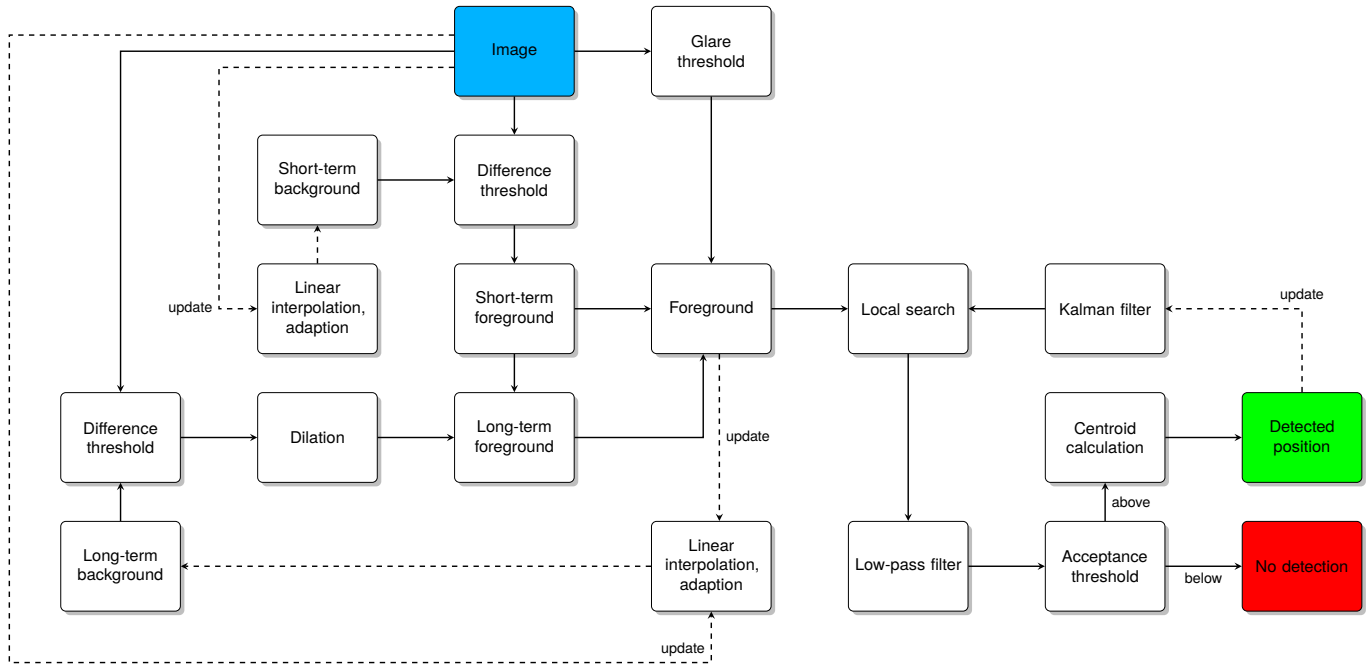 Image
Glare
threshold
Short-term
background
Difference
threshold
update
Linear
interpolation,
adaption
Short-term
foreground
Foreground
Local search
Kalman filter
update
Difference
threshold
Dilation
Long-term
foreground
update
Centroid
calculation
Detected
position
above
Long-term
background
Linear
interpolation,
adaption
Low-pass filter
Acceptance
threshold
below
No detection
update